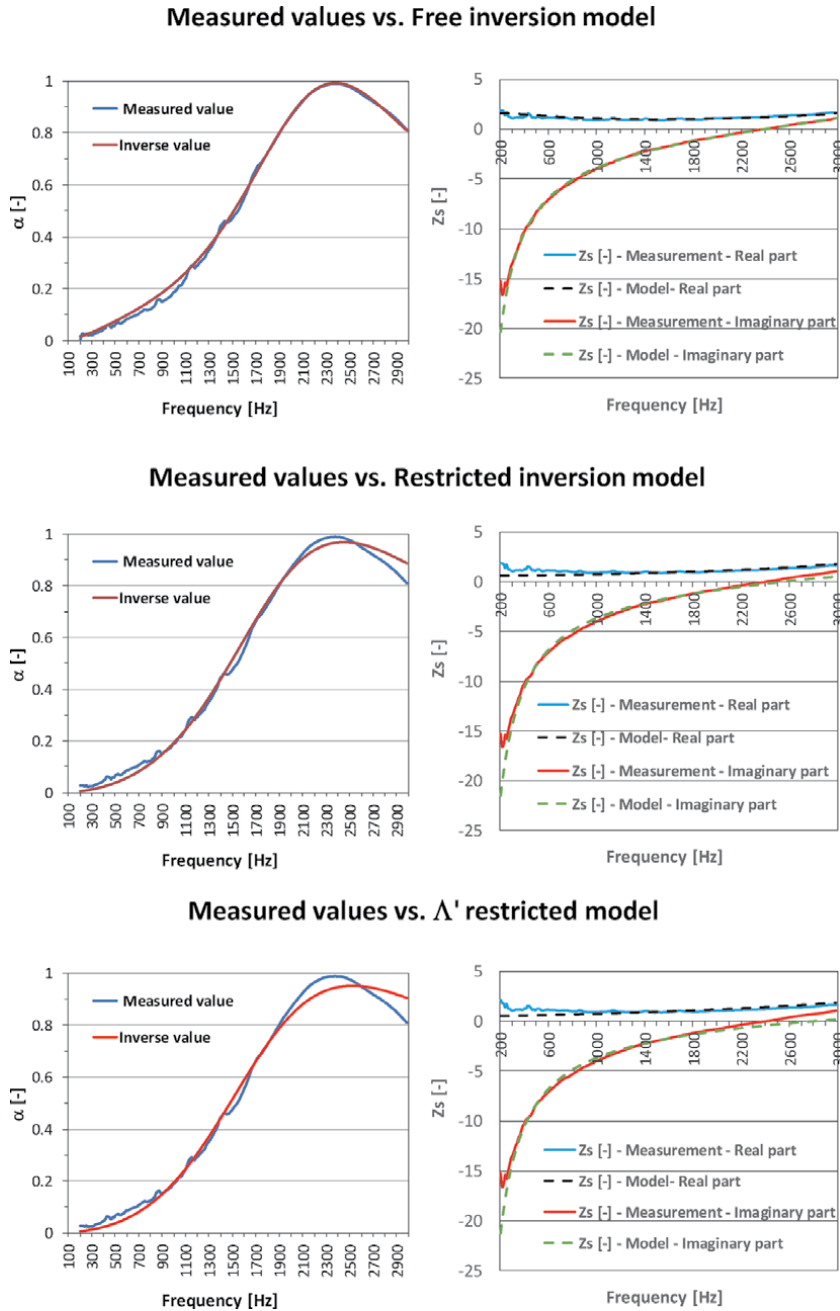 Measured values vs. Free inversion model
1
0.8
0.6
0.4
0.2
0
α [-]
Measured value
Inverse value
100 300 500 700 900 1100 1300 1500 1700 1900 2100 2300 2500 2700 2900
Frequency [Hz]
5
0
-5
-10
-15
-20
-25
Zs [-]
200 600 1000 1400 1800 2200 2600 3000
Zs [-] - Measurement - Real part
Zs [-] - Model- Real part
Zs [-] - Measurement - Imaginary part
Zs [-] - Model - Imaginary part
Frequency [Hz]
Measured values vs. Restricted inversion model
1
0.8
0.6
0.4
0.2
0
α [-]
Measured value
Inverse value
100 300 500 700 900 1100 1300 1500 1700 1900 2100 2300 2500 2700 2900
Frequency [Hz]
5
0
-5
-10
-15
-20
-25
Zs [-]
200 600 1000 1400 1800 2200 2600 3000
Zs [-] - Measurement - Real part
Zs [-] - Model- Real part
Zs [-] - Measurement - Imaginary part
Zs [-] - Model - Imaginary part
Frequency [Hz]
Measured values vs. Λ' restricted model
1
0.8
0.6
0.4
0.2
0
α [-]
Measured value
Inverse value
100 300 500 700 900 1100 1300 1500 1700 1900 2100 2300 2500 2700 2900
Frequency [Hz]
5
0
-5
-10
-15
-20
-25
Zs [-]
200 600 1000 1400 1800 2200 2600 3000
Zs [-] - Measurement - Real part
Zs [-] - Model- Real part
Zs [-] - Measurement - Imaginary part
Zs [-] - Model - Imaginary part
Frequency [Hz]